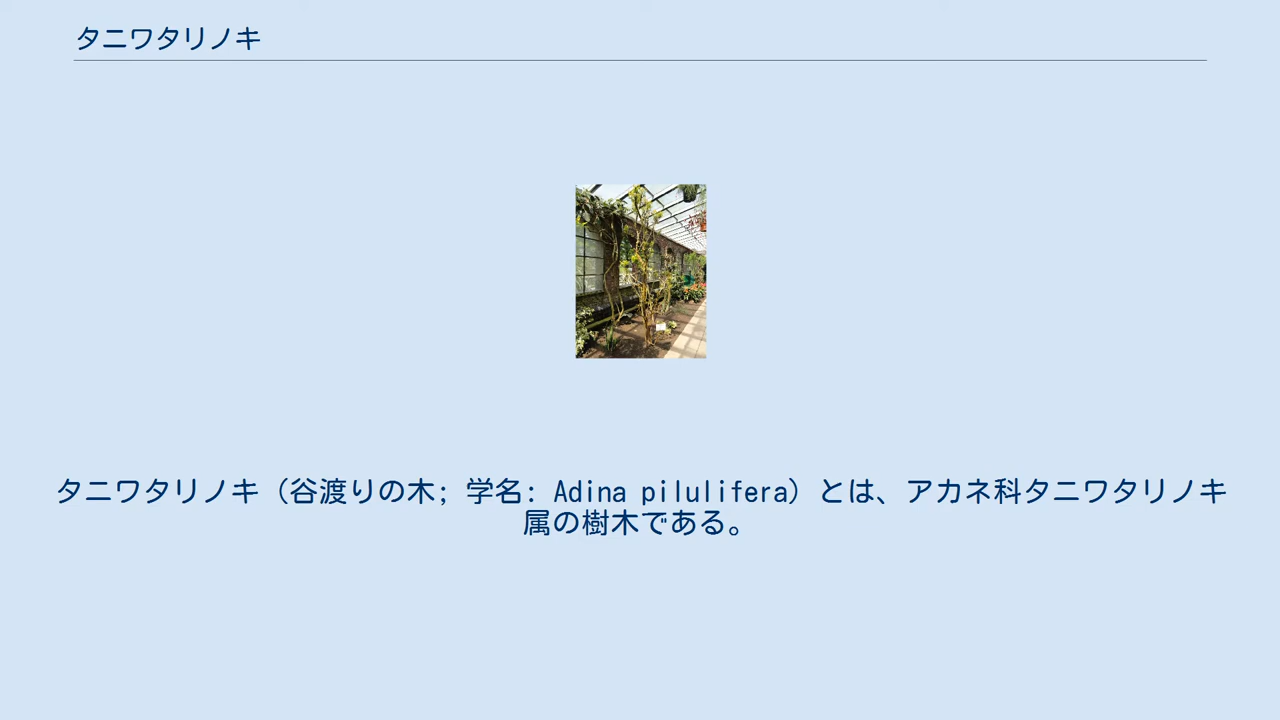 タニワタリノキ
タニワタリノキ（谷渡りの木; 学名: Adina pilulifera）とは、アカネ科タニワタリノキ
属の樹木である。